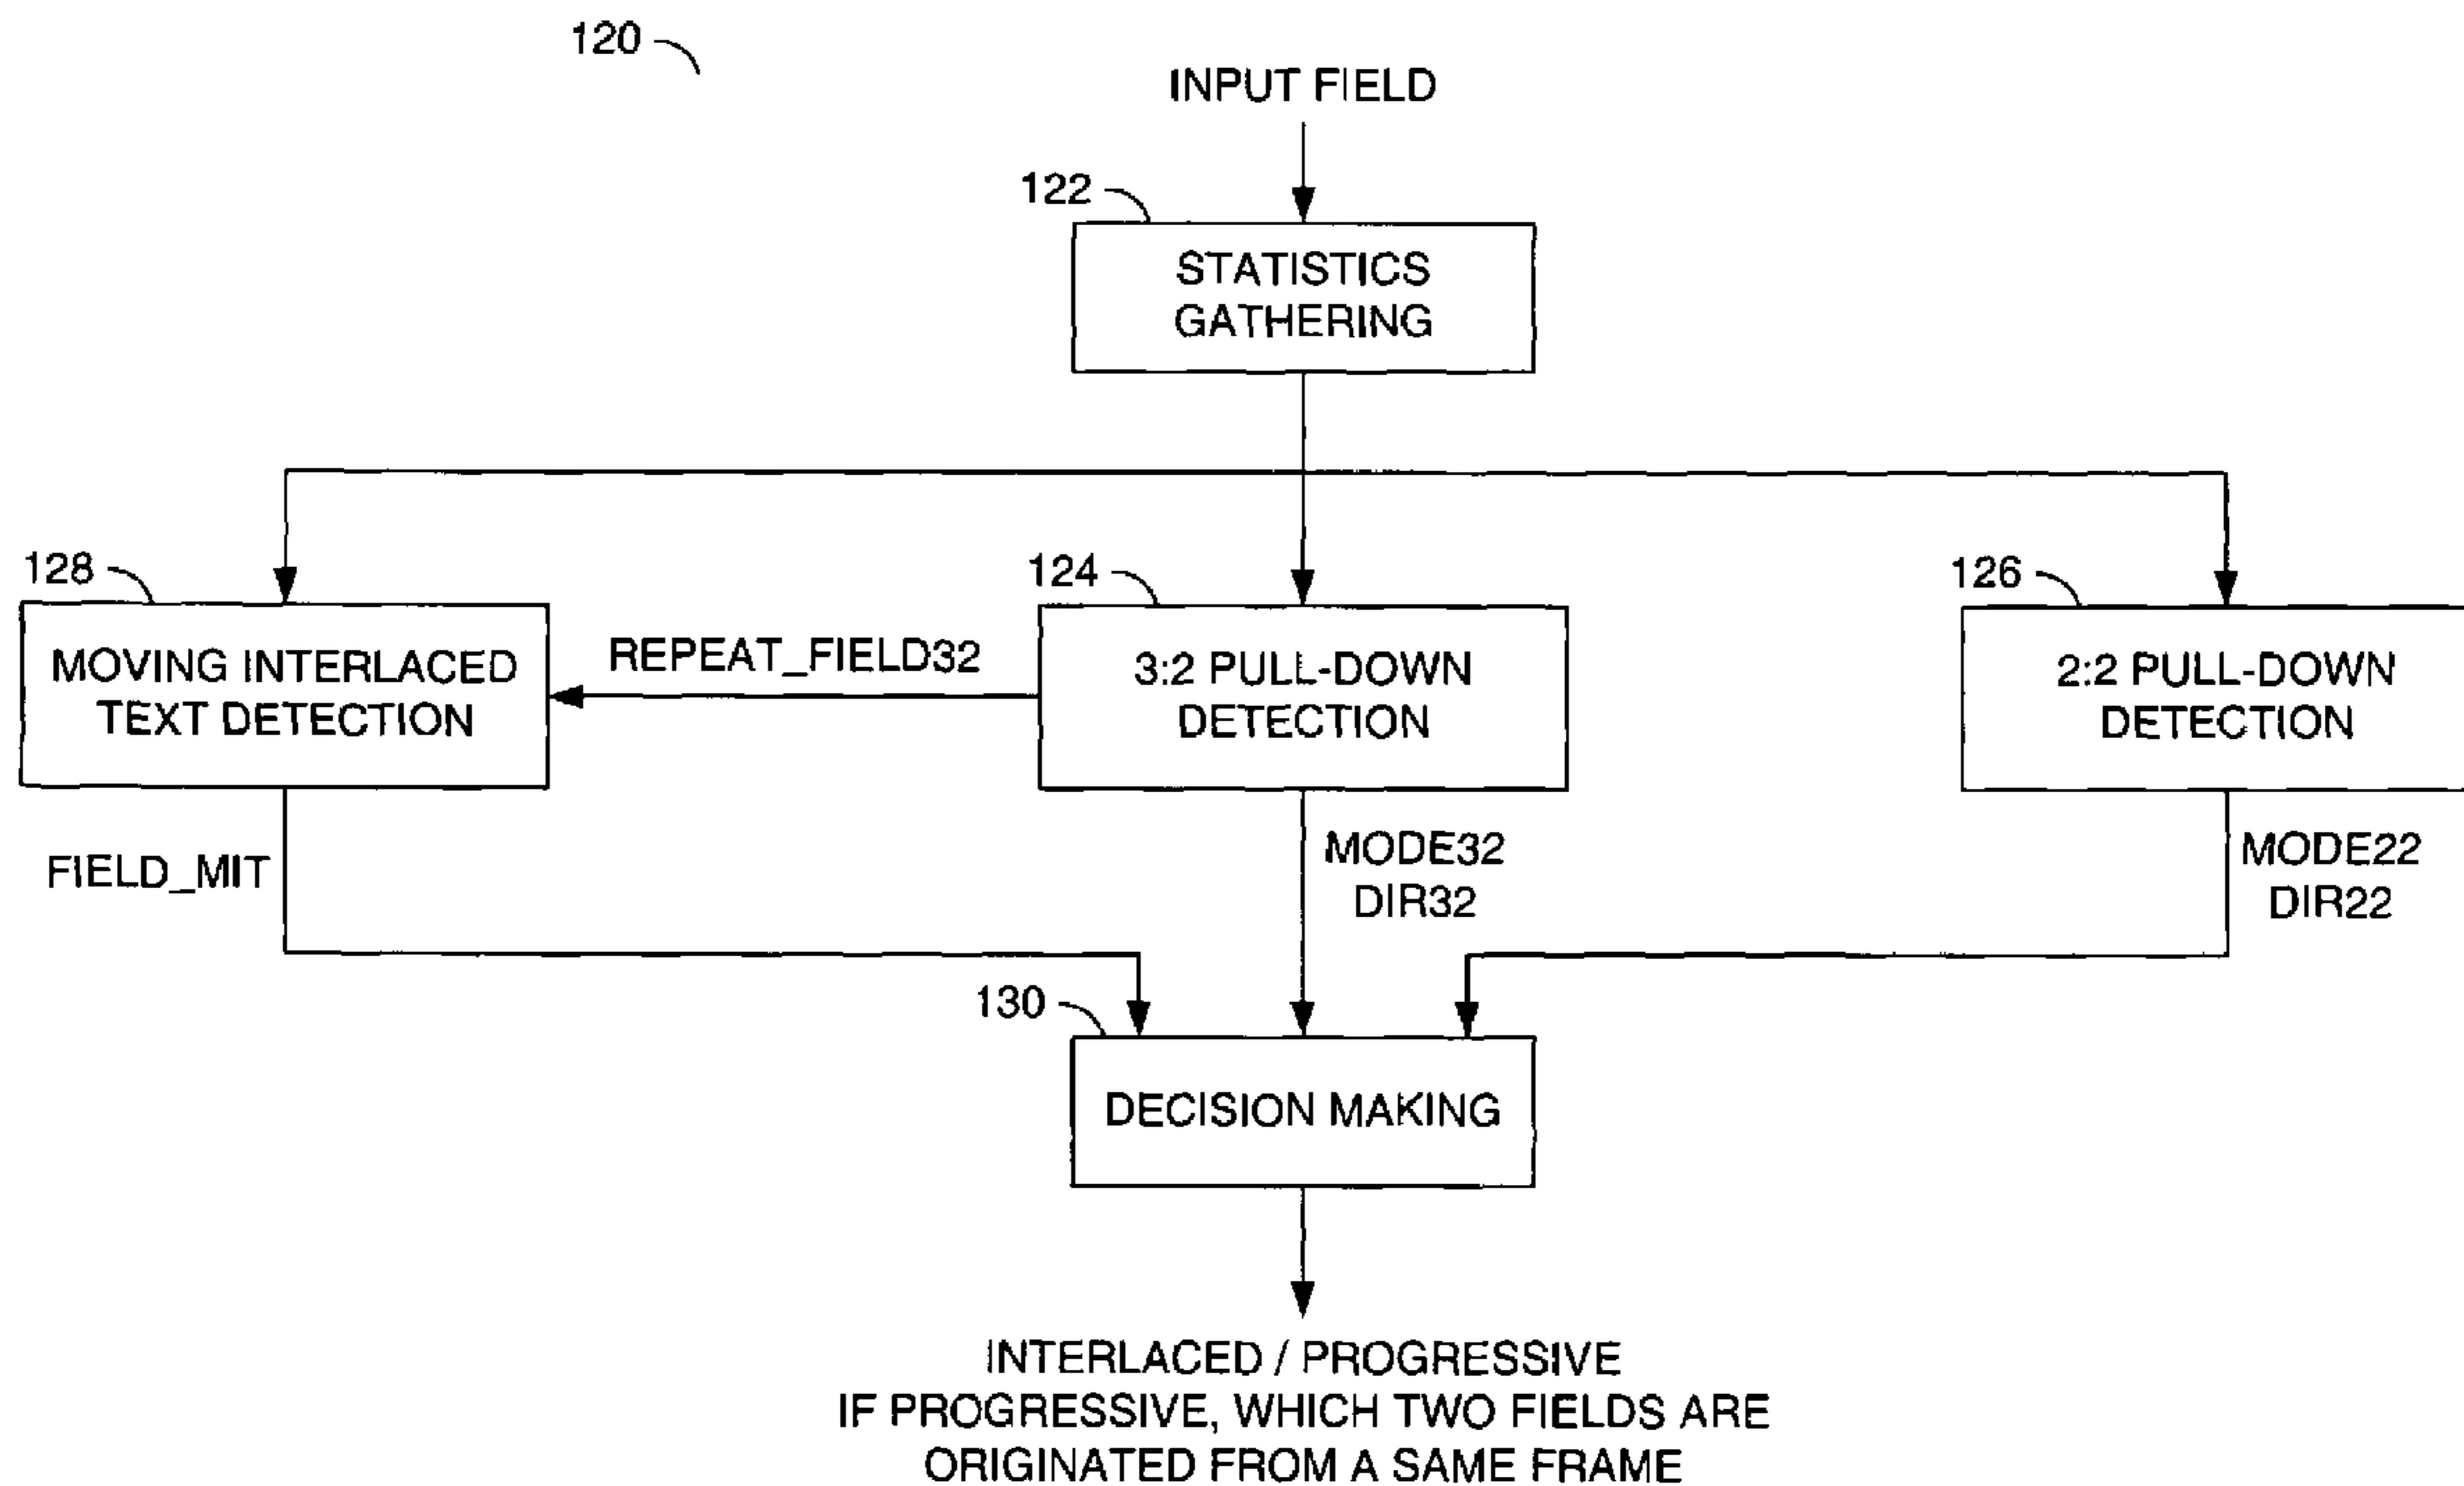 120
INPUT FIELD
122
STATISTICS
GATHERING
128
124
126
MOVING INTERLACED
TEXT DETECTION
REPEAT_FIELD32
3:2 PULL-DOWN
DETECTION
2:2 PULL-DOWN
DETECTION
FIELD_MIT
MODE32
DIR32
MODE22
DIR22
130
DECISION MAKING
INTERLACED / PROGRESSIVE
IF PROGRESSIVE, WHICH TWO FIELDS ARE
ORIGINATED FROM A SAME FRAME